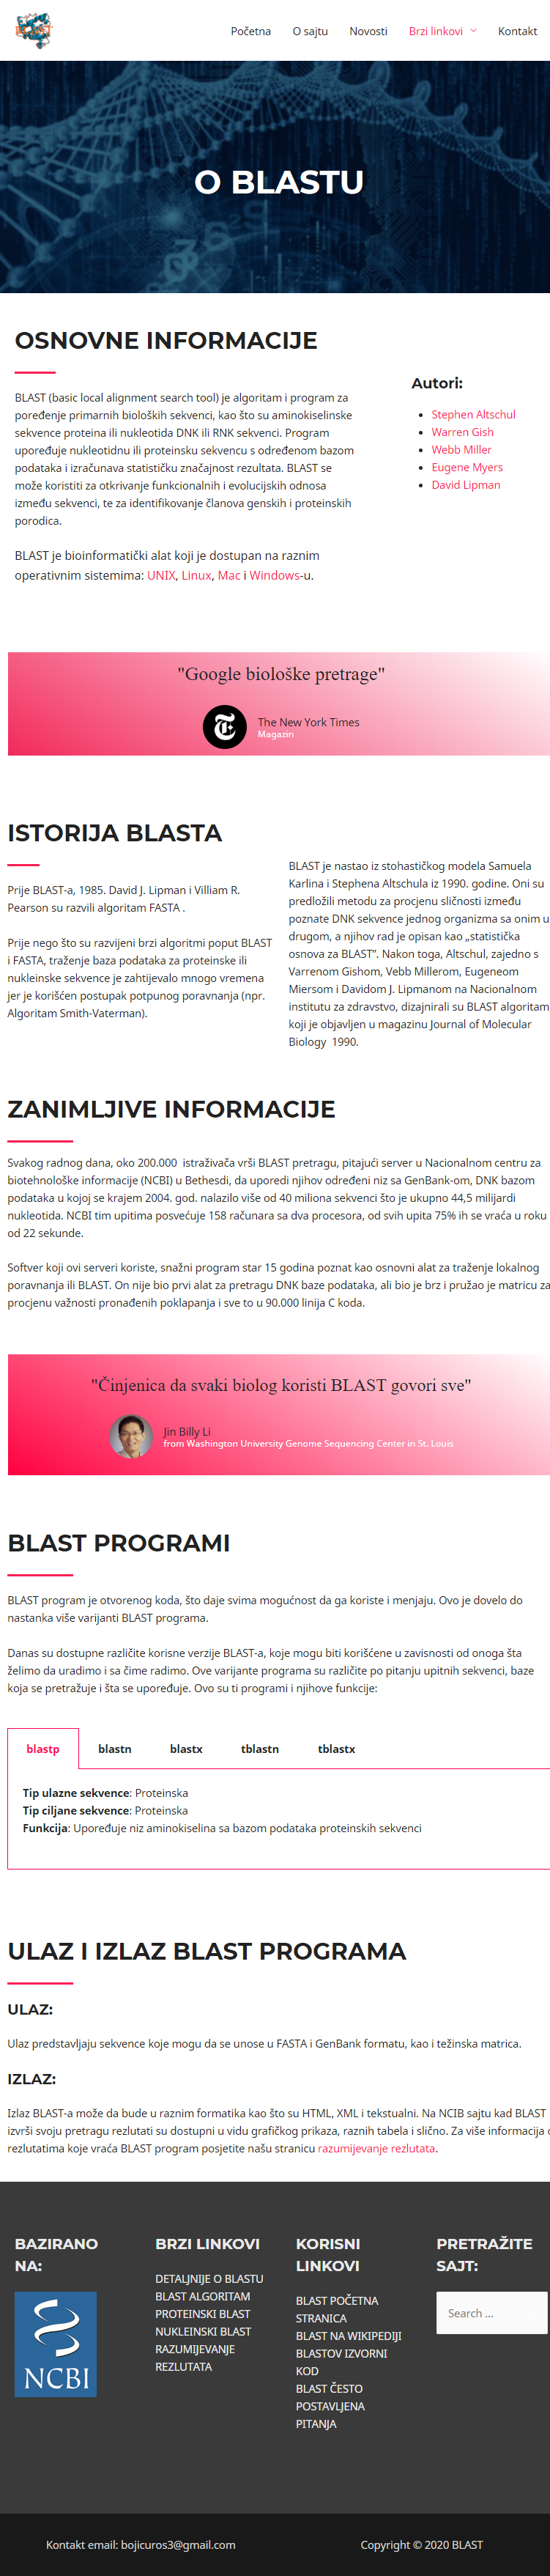 BLAST
Početna
O sajtu
Novosti
Brzi linkovi
Kontakt
O BLASTU
OSNOVNE INFORMACIJE
BLAST (basic local alignment search tool) je algoritam i program za
poređenje primarnih bioloških sekvenci, kao što su aminokiselinske
sekvence proteina ili nukleotida DNK ili RNK sekvenci. Program
upoređuje nukleotidnu ili proteinsku sekvencu s određenom bazom
podataka i izračunava statističku značajnost rezultata. BLAST se
može koristiti za otkrivanje funkcionalnih i evolucijskih odnosa
između sekvenci, te za identifikovanje članova genskih i proteinskih
porodica.
BLAST je bioinformatički alat koji je dostupan na raznim
operativnim sistemima: UNIX, Linux, Mac i Windows-u.
Autori:
Stephen Altschul
Warren Gish
Webb Miller
Eugene Myers
David Lipman
"Google biološke pretrage"
The New York Times
Magazin
ISTORIJA BLASTA
Prije BLAST-a, 1985. David J. Lipman i Villiam R.
Pearson su razvili algoritam FASTA .
Prije nego što su razvijeni brzi algoritmi poput BLAST
i FASTA, traženje baza podataka za proteinske ili
nukleinske sekvence je zahtijevalo mnogo vremena
jer je korišćen postupak potpunog poravnanja (npr.
Algoritam Smith-Vaterman).
BLAST je nastao iz stohastičkog modela Samuela
Karlina i Stephena Altschula iz 1990. godine. Oni su
predložili metodu za procjenu sličnosti između
poznate DNK sekvence jednog organizma sa onim u
drugom, a njihov rad je opisan kao „statistička
osnova za BLAST”. Nakon toga, Altschul, zajedno s
Varrenom Gishom, Vebb Millerom, Eugeneom
Miersom i Davidom J. Lipmanom na Nacionalnom
institutu za zdravstvo, dizajnirali su BLAST algoritam
koji je objavljen u magazinu Journal of Molecular
Biology 1990.
ZANIMLJIVE INFORMACIJE
Svakog radnog dana, oko 200.000 istraživača vrši BLAST pretragu, pitajući server u Nacionalnom centru za
biotehnološke informacije (NCBI) u Bethesdi, da uporedi njihov određeni niz sa GenBank-om, DNK bazom
podataka u kojoj se krajem 2004. god. nalazilo više od 40 miliona sekvenci što je ukupno 44,5 milijardi
nukleotida. NCBI tim upitima posvećuje 158 računara sa dva procesora, od svih upita 75% ih se vraća u roku
od 22 sekunde.
Softver koji ovi serveri koriste, snažni program star 15 godina poznat kao osnovni alat za traženje lokalnog
poravnanja ili BLAST. On nije bio prvi alat za pretragu DNK baze podataka, ali bio je brz i pružao je matricu za
procjenu važnosti pronađenih poklapanja i sve to u 90.000 linija C koda.
"Činjenica da svaki biolog koristi BLAST govori sve"
Jin Billy Li
from Washington University Genome Sequencing Center in St. Louis
BLAST PROGRAMI
BLAST program je otvorenog koda, što daje svima mogućnost da ga koriste i menjaju. Ovo je dovelo do
nastanka više varijanti BLAST programa.
Danas su dostupne različite korisne verzije BLAST-a, koje mogu biti korišćene u zavisnosti od onoga šta
želimo da uradimo i sa čime radimo. Ove varijante programa su različite po pitanju upitnih sekvenci, baze
koja se pretražuje i šta se upoređuje. Ovo su ti programi i njihove funkcije:
blastp
blastn
blastx
tblastn
tblastx
Tip ulazne sekvence: Proteinska
Tip ciljane sekvence: Proteinska
Funkcija: Upoređuje niz aminokiselina sa bazom podataka proteinskih sekvenci
ULAZ I IZLAZ BLAST PROGRAMA
ULAZ:
Ulaz predstavljaju sekvence koje mogu da se unose u FASTA i GenBank formatu, kao i težinska matrica.
IZLAZ:
Izlaz BLAST-a može da bude u raznim formatika kao što su HTML, XML i tekstualni. Na NCIB sajtu kad BLAST
izvrši svoju pretragu rezlutati su dostupni u vidu grafičkog prikaza, raznih tabela i slično. Za više informacija o
rezlutatima koje vraća BLAST program posjetite našu stranicu razumijevanje rezlutata.
BAZIRANO
NA:
NCBI
BRZI LINKOVI
DETALJNIJE O BLASTU
BLAST ALGORITAM
PROTEINSKI BLAST
NUKLEINSKI BLAST
RAZUMIJEVANJE
REZLUTATA
KORISNI
LINKOVI
BLAST POČETNA
STRANICA
BLAST NA WIKIPEDIJI
BLASTOV IZVORNI
KOD
BLAST ČESTO
POSTAVLJENA
PITANJA
PRETRAŽITE
SAJT:
Search ...
Kontakt email: bojicuros3@gmail.com
Copyright © 2020 BLAST